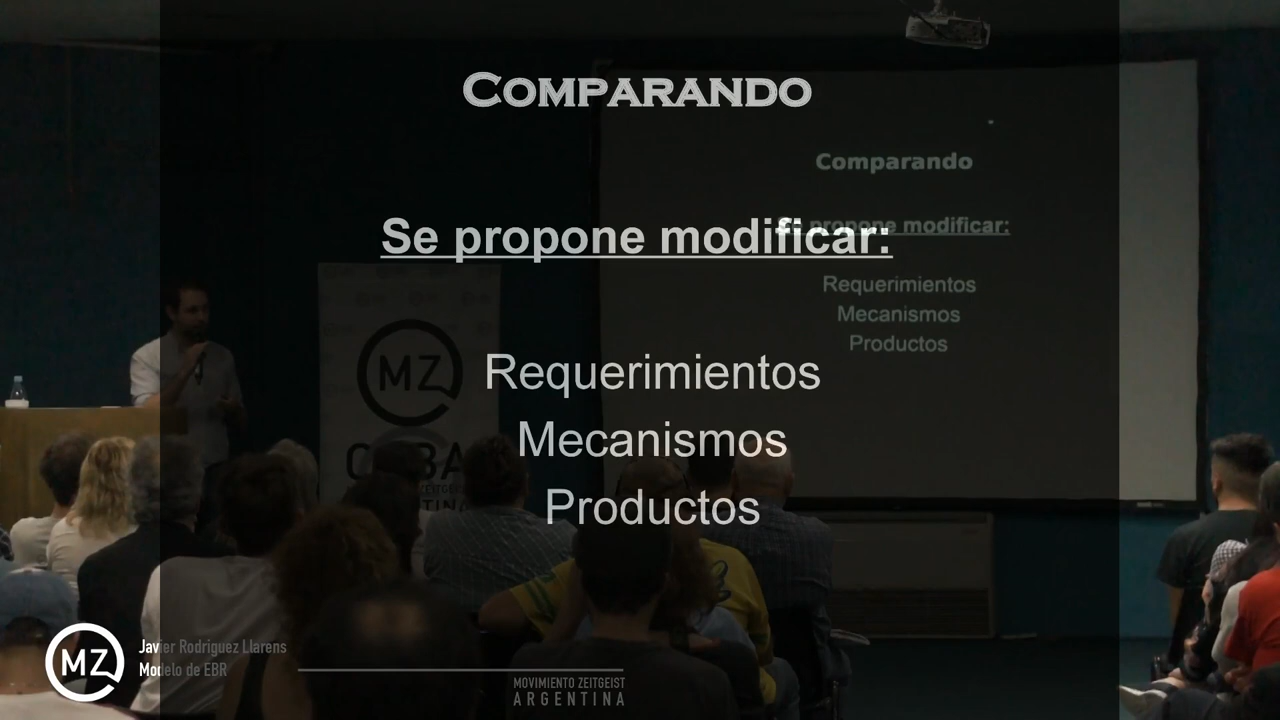 Comparando
Comparando
Se propone modificar:
Se propone modificar:
Requerimientos
Mecanismos
Productos
Requerimientos
Mecanismos
Productos
MZ
MZ
Javier Rodriguez Llarens
Modelo de EBR
MOVIMIENTO ZEITGEIST
ARGENTINA